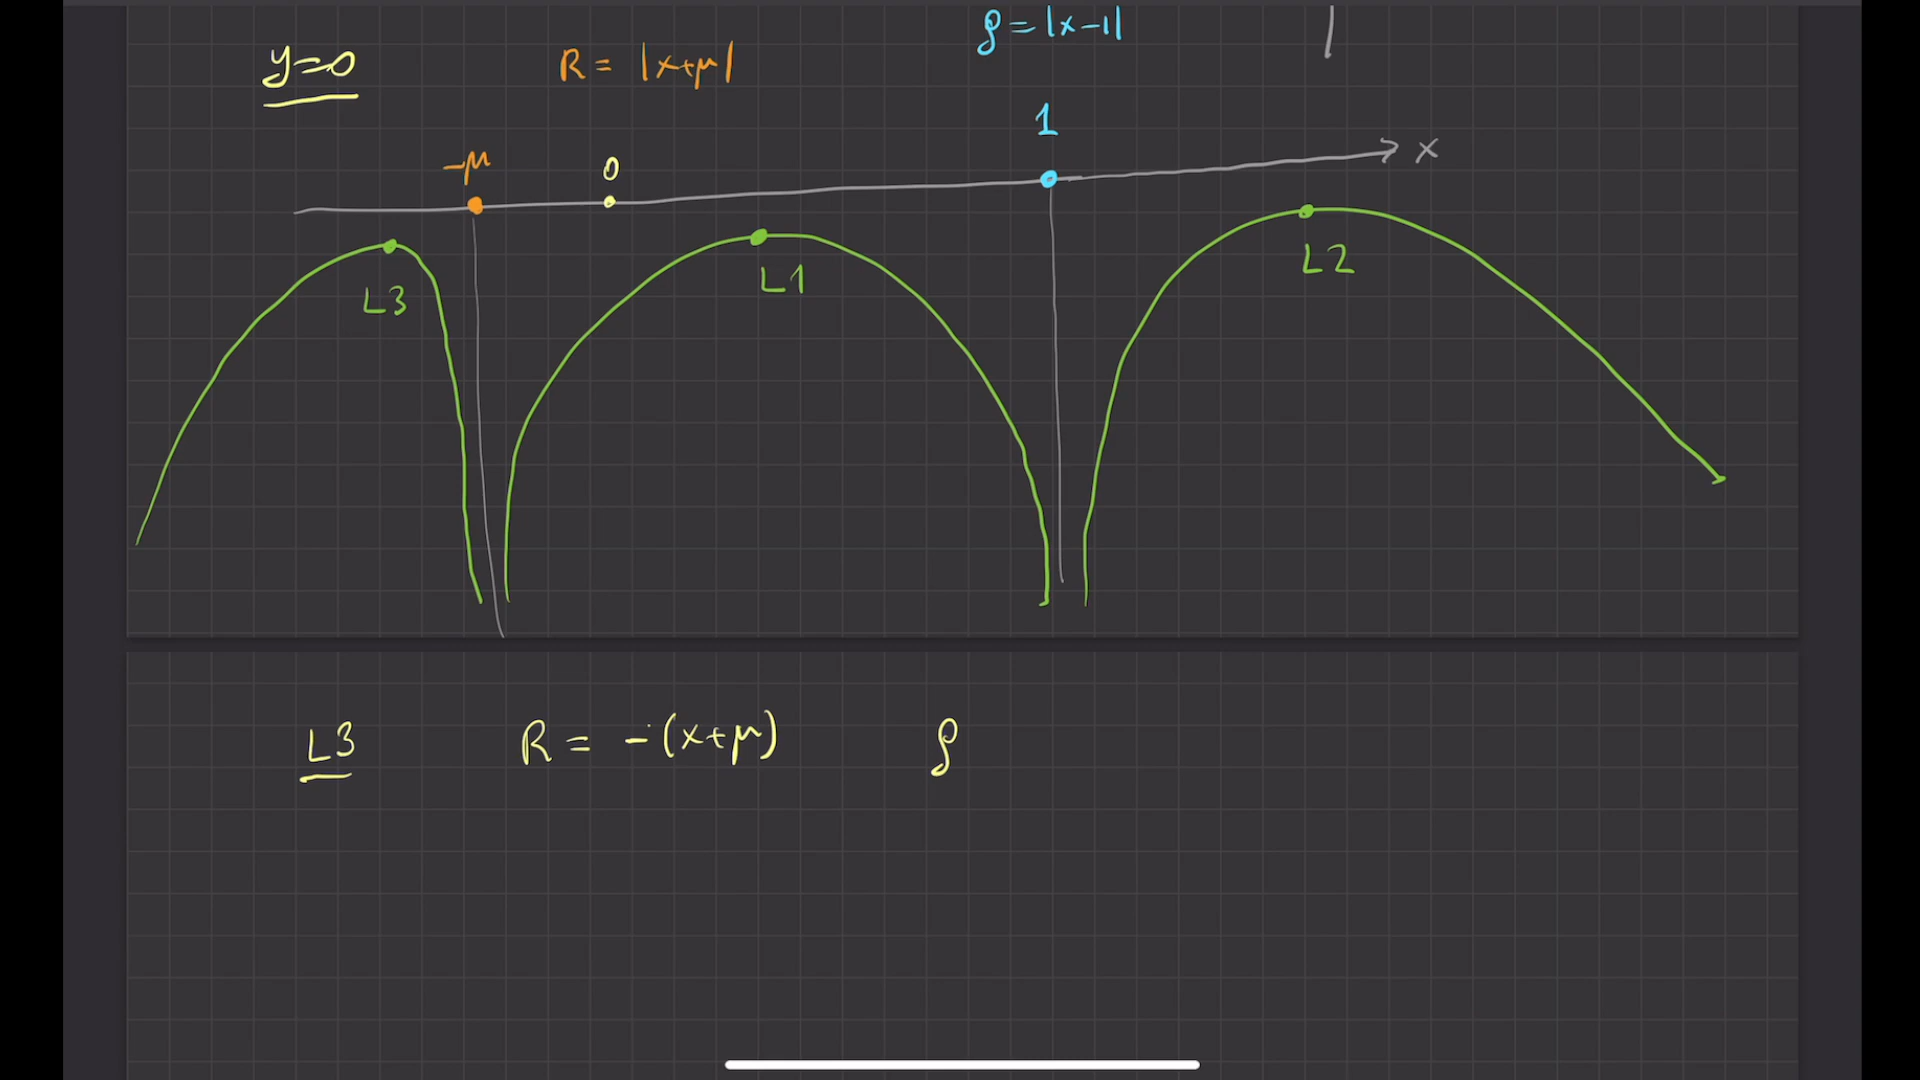 ρ = |x-1|
y=0 R = |x+μ|
1
-μ 0 x
L3 L1 L2
L3 R = -(x+μ) ρ